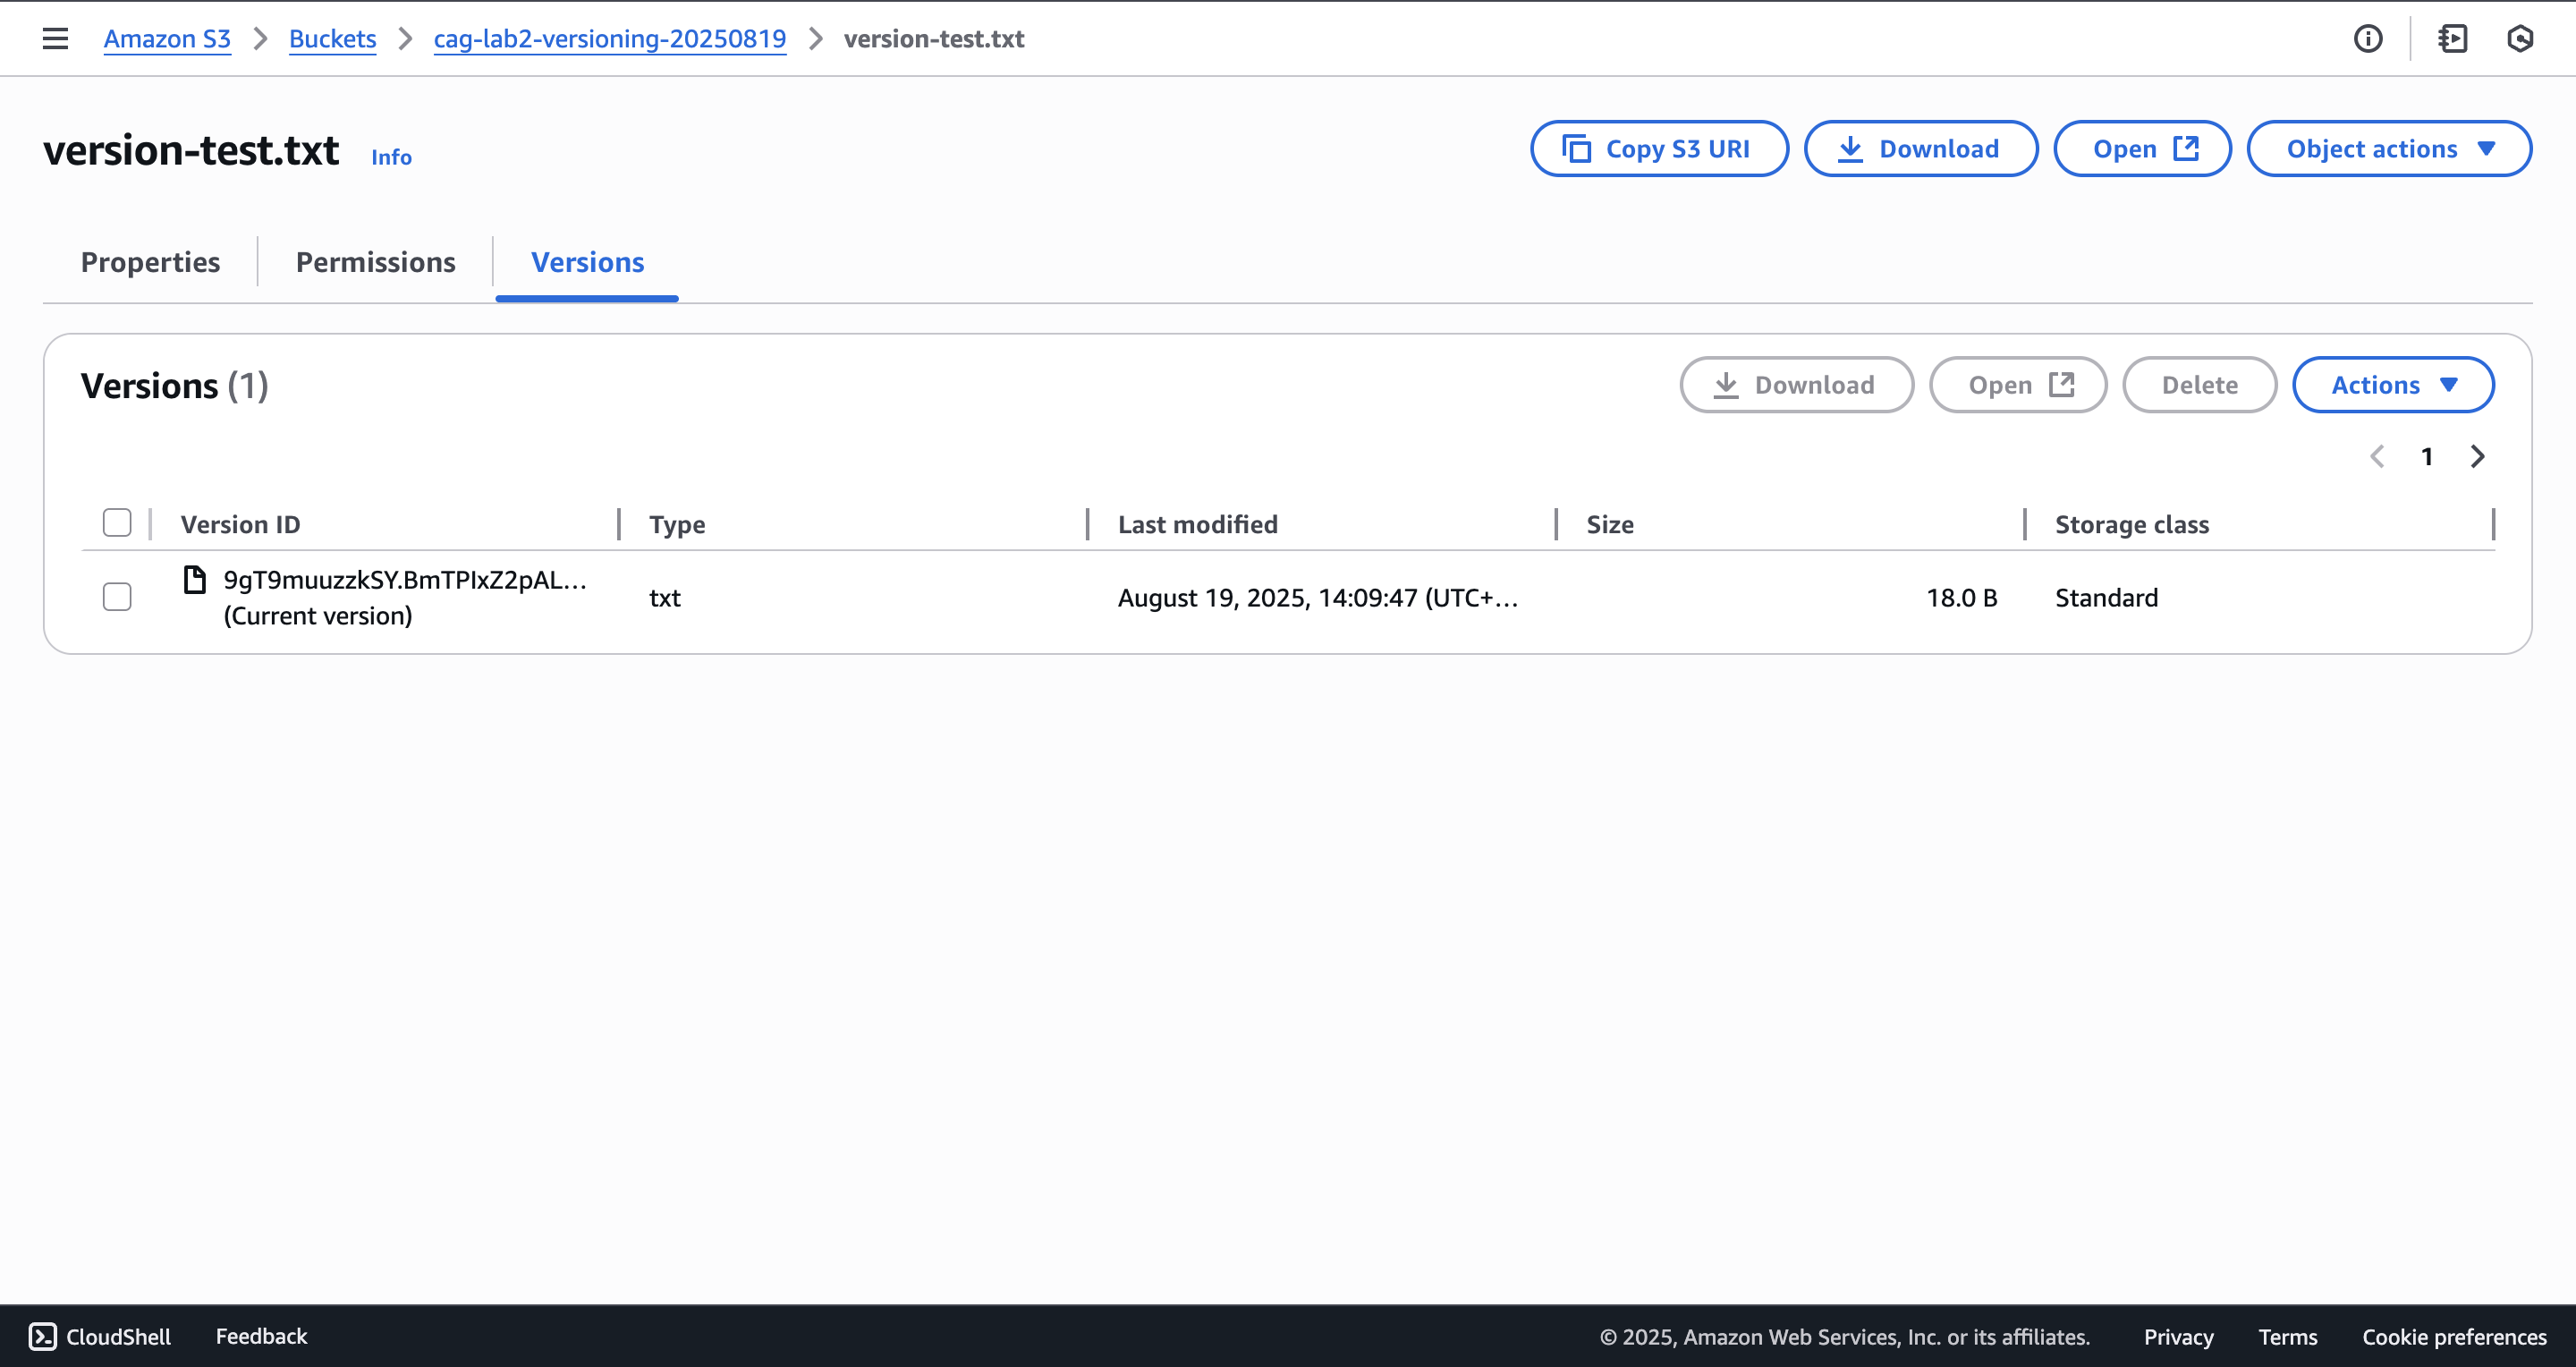 Amazon S3 > Buckets > cag-lab2-versioning-20250819 > version-test.txt
version-test.txt Info Copy S3 URI Download Open Object actions
Properties Permissions Versions
Versions (1) Download Open Delete Actions
1
Version ID Type Last modified Size Storage class
9gT9muuzzkSY.BmTPIxZ2pAL... txt August 19, 2025, 14:09:47 (UTC+... 18.0 B Standard
(Current version)
CloudShell Feedback © 2025, Amazon Web Services, Inc. or its affiliates. Privacy Terms Cookie preferences